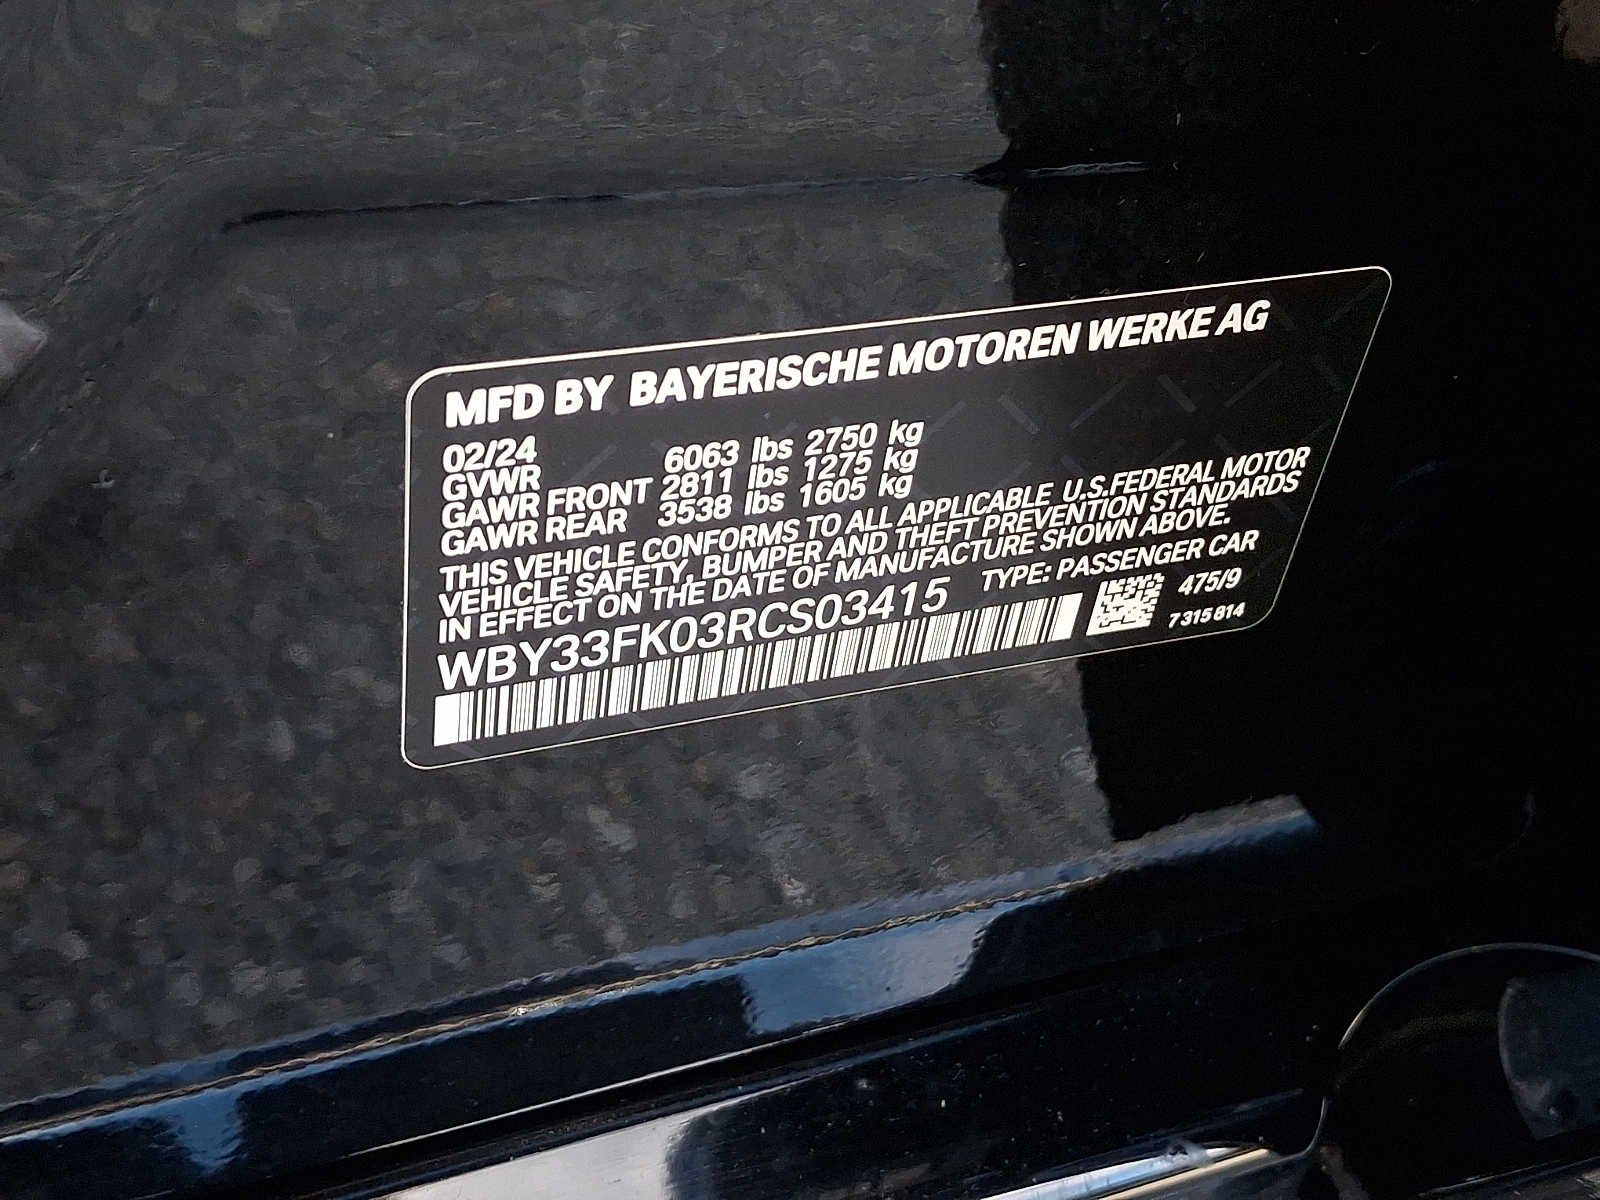 MFD BY BAYERISCHE MOTOREN WERKE AG
02/24
GVWR 6063 lbs 2750 kg
GAWR FRONT 2811 lbs 1275 kg
GAWR REAR 3538 lbs 1605 kg
THIS VEHICLE CONFORMS TO ALL APPLICABLE U.S.FEDERAL MOTOR
VEHICLE SAFETY, BUMPER AND THEFT PREVENTION STANDARDS
IN EFFECT ON THE DATE OF MANUFACTURE SHOWN ABOVE.
WBY33FK03RCS03415 TYPE: PASSENGER CAR
475/9
7 315 814